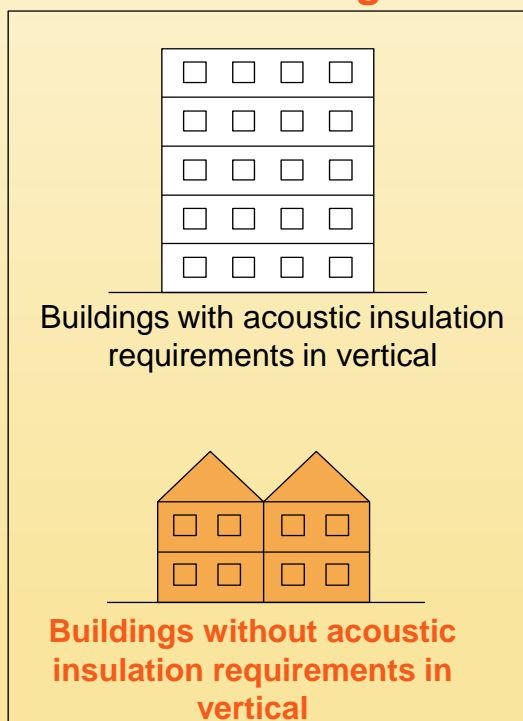 Buildings with acoustic insulation
requirements in vertical
Buildings without acoustic
insulation requirements in
vertical